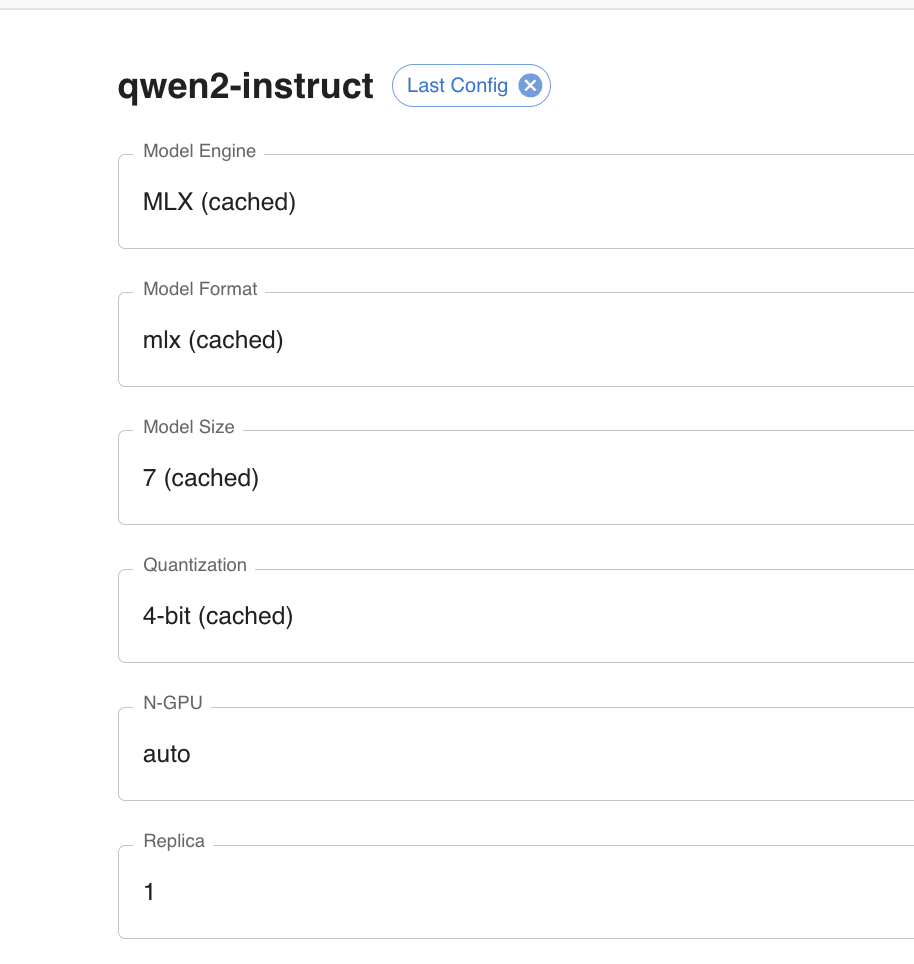 qwen2-instruct Last Config
Model Engine
MLX (cached)
Model Format
mlx (cached)
Model Size
7 (cached)
Quantization
4-bit (cached)
N-GPU
auto
Replica
1